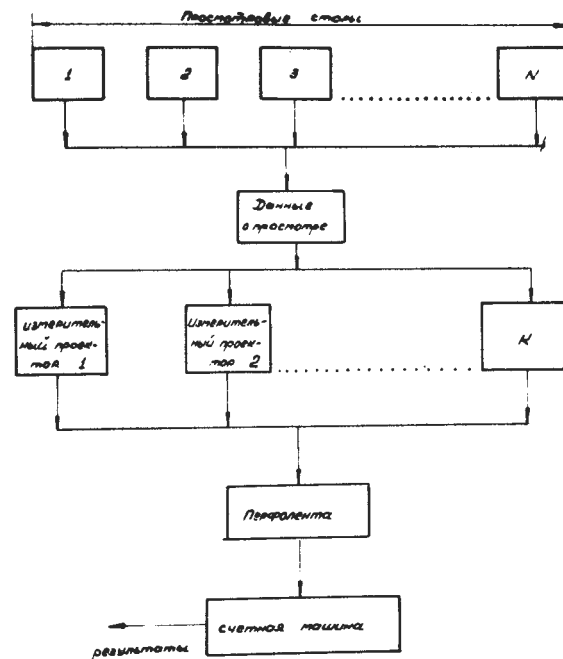 Просмотровые столы
1 2 3 N
Данные
о просмотре
измеритель-
ный проек-
тор 1
Измеритель-
ный проек-
тор 2
К
Перфолента
счетная машина
результаты